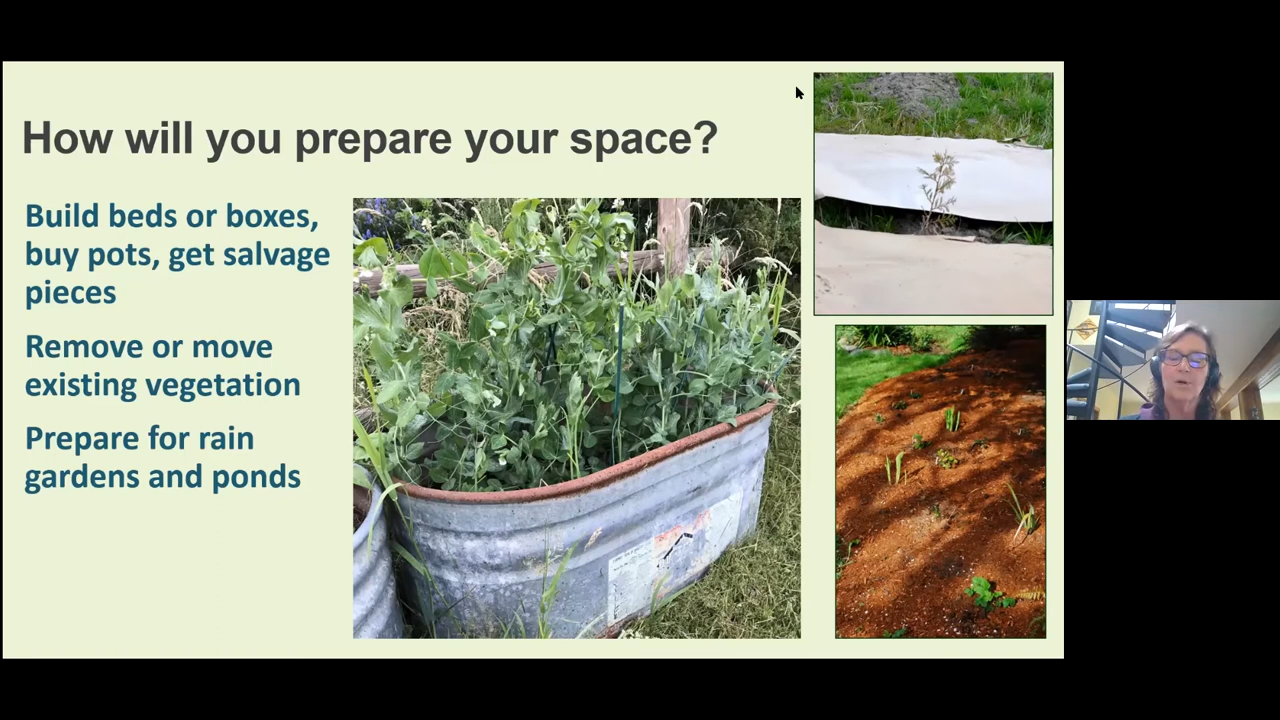 How will you prepare your space?
Build beds or boxes,
buy pots, get salvage
pieces
Remove or move
existing vegetation
Prepare for rain
gardens and ponds